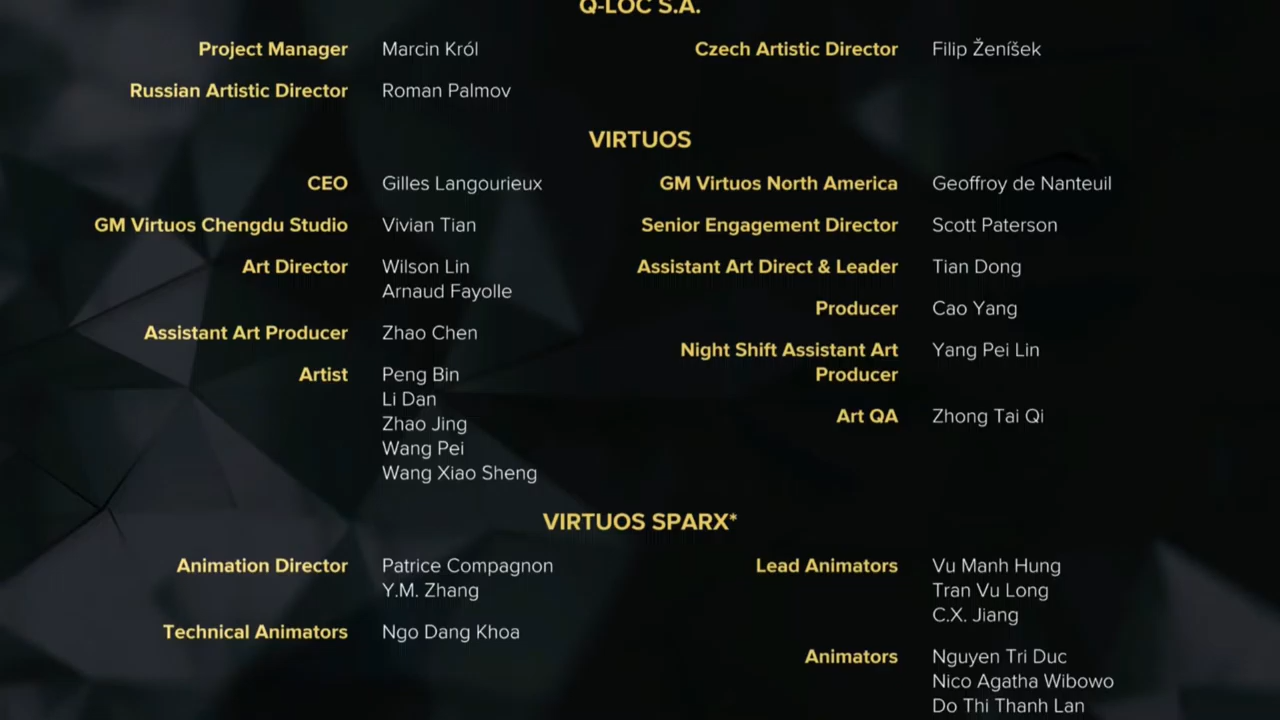 Q-LOC S.A.
Project Manager Marcin Król
Russian Artistic Director Roman Palmov
Czech Artistic Director Filip Ženíšek
VIRTUOS
CEO Gilles Langourieux
GM Virtuos Chengdu Studio Vivian Tian
Art Director Wilson Lin
Arnaud Fayolle
Assistant Art Producer Zhao Chen
Artist Peng Bin
Li Dan
Zhao Jing
Wang Pei
Wang Xiao Sheng
GM Virtuos North America Geoffroy de Nanteuil
Senior Engagement Director Scott Paterson
Assistant Art Direct & Leader Tian Dong
Producer Cao Yang
Night Shift Assistant Art Yang Pei Lin
Producer
Art QA Zhong Tai Qi
VIRTUOS SPARX*
Animation Director Patrice Compagnon
Y.M. Zhang
Technical Animators Ngo Dang Khoa
Lead Animators Vu Manh Hung
Tran Vu Long
C.X. Jiang
Animators Nguyen Tri Duc
Nico Agatha Wibowo
Do Thi Thanh Lan